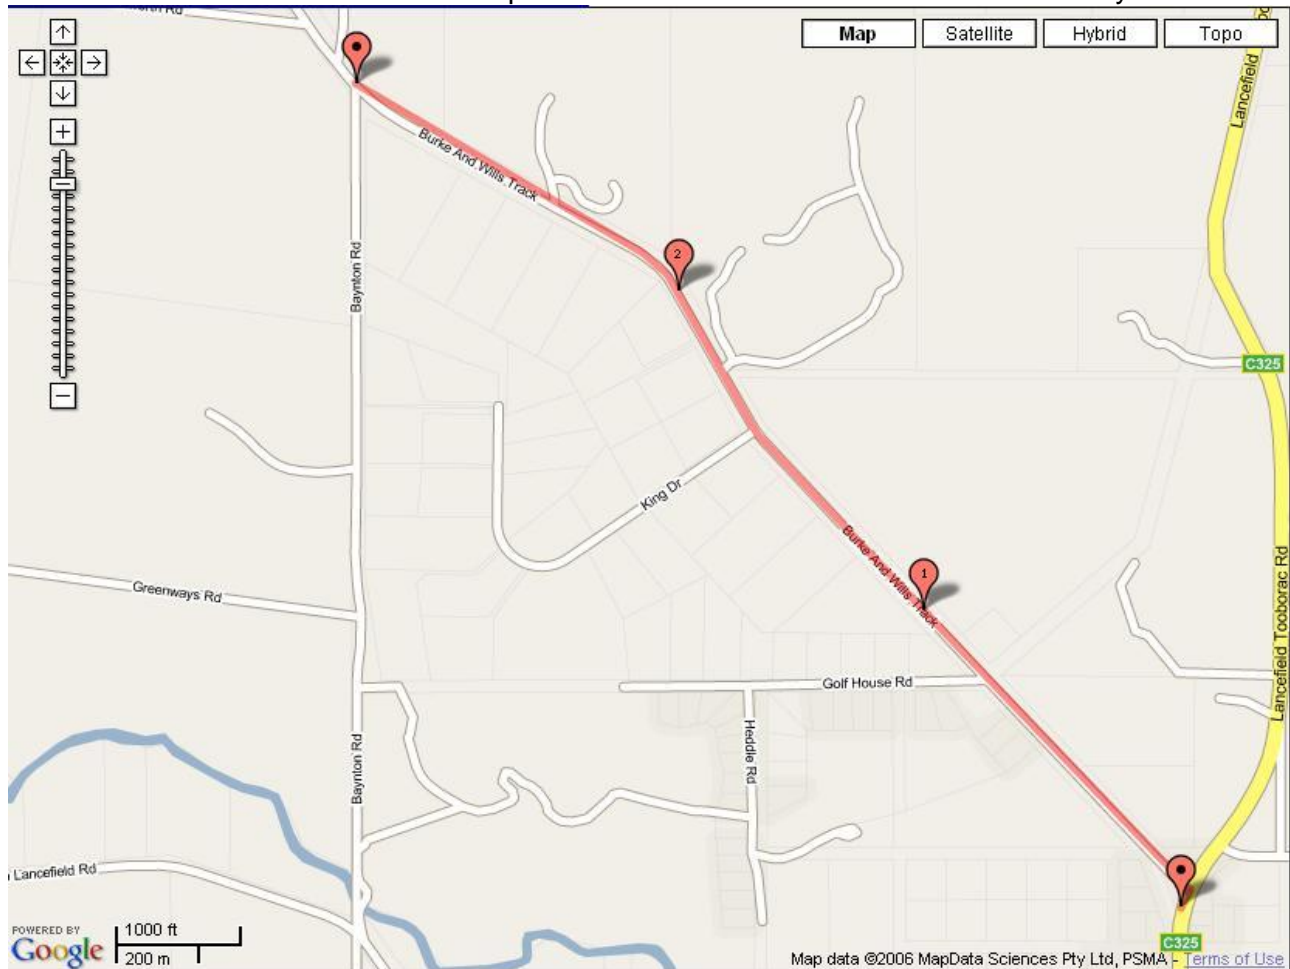 Map
Satellite
Hybrid
Topo
Burke And Wills Track
2
Baynton Rd
Lancefield
C325
King Dr
Burke And Wills Track
1
Greenways Rd
Lancefield Tooborac Rd
Golf House Rd
Heddle Rd
Baynton Rd
Lancefield Rd
C325
POWERED BY
Google
1000 ft
200 m
Map data ©2006 MapData Sciences Pty Ltd, PSMA - Terms of Use